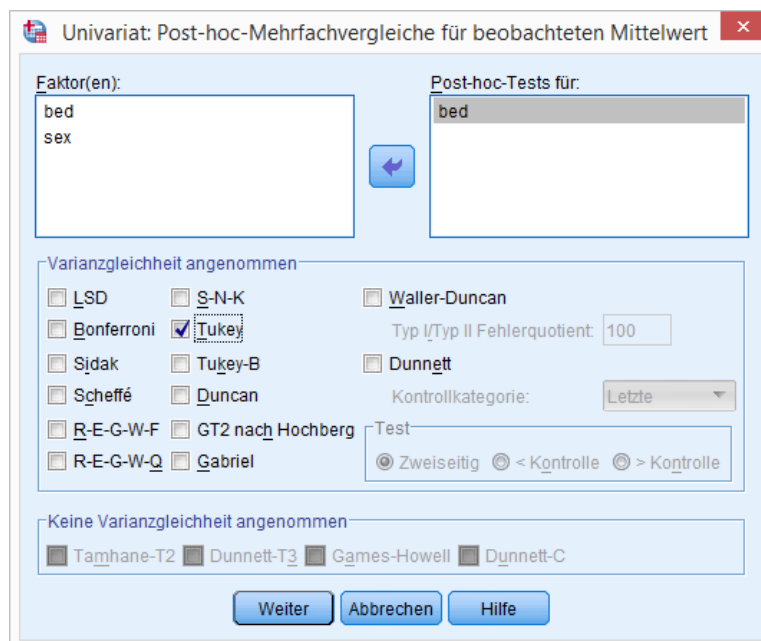 Univariat: Post-hoc-Mehrfachvergleiche für beobachteten Mittelwert
Faktor(en):
bed
sex
Post-hoc-Tests für:
bed
Varianzgleichheit angenommen
LSD
S-N-K
Waller-Duncan
Bonferroni
Tukey
Typ I/Typ II Fehlerquotient: 100
Sidak
Tukey-B
Dunnett
Scheffé
Duncan
Kontrollkategorie: Letzte
R-E-G-W-F
GT2 nach Hochberg
Test
R-E-G-W-Q
Gabriel
Zweiseitig
< Kontrolle
> Kontrolle
Keine Varianzgleichheit angenommen
Tamhane-T2
Dunnett-T3
Games-Howell
Dunnett-C
Weiter
Abbrechen
Hilfe